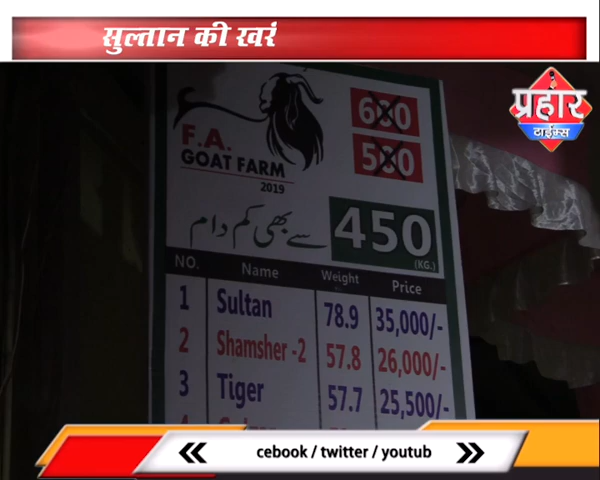 सुल्तान की खरं
प्रहार
टाईम्स
F.A.
GOAT FARM
2019
630
530
سے بھی کم دام
450
(KG.)
NO. Name Weight Price
1 Sultan 78.9 35,000/-
2 Shamsher -2 57.8 26,000/-
3 Tiger 57.7 25,500/-
4
cebook / twitter / youtub